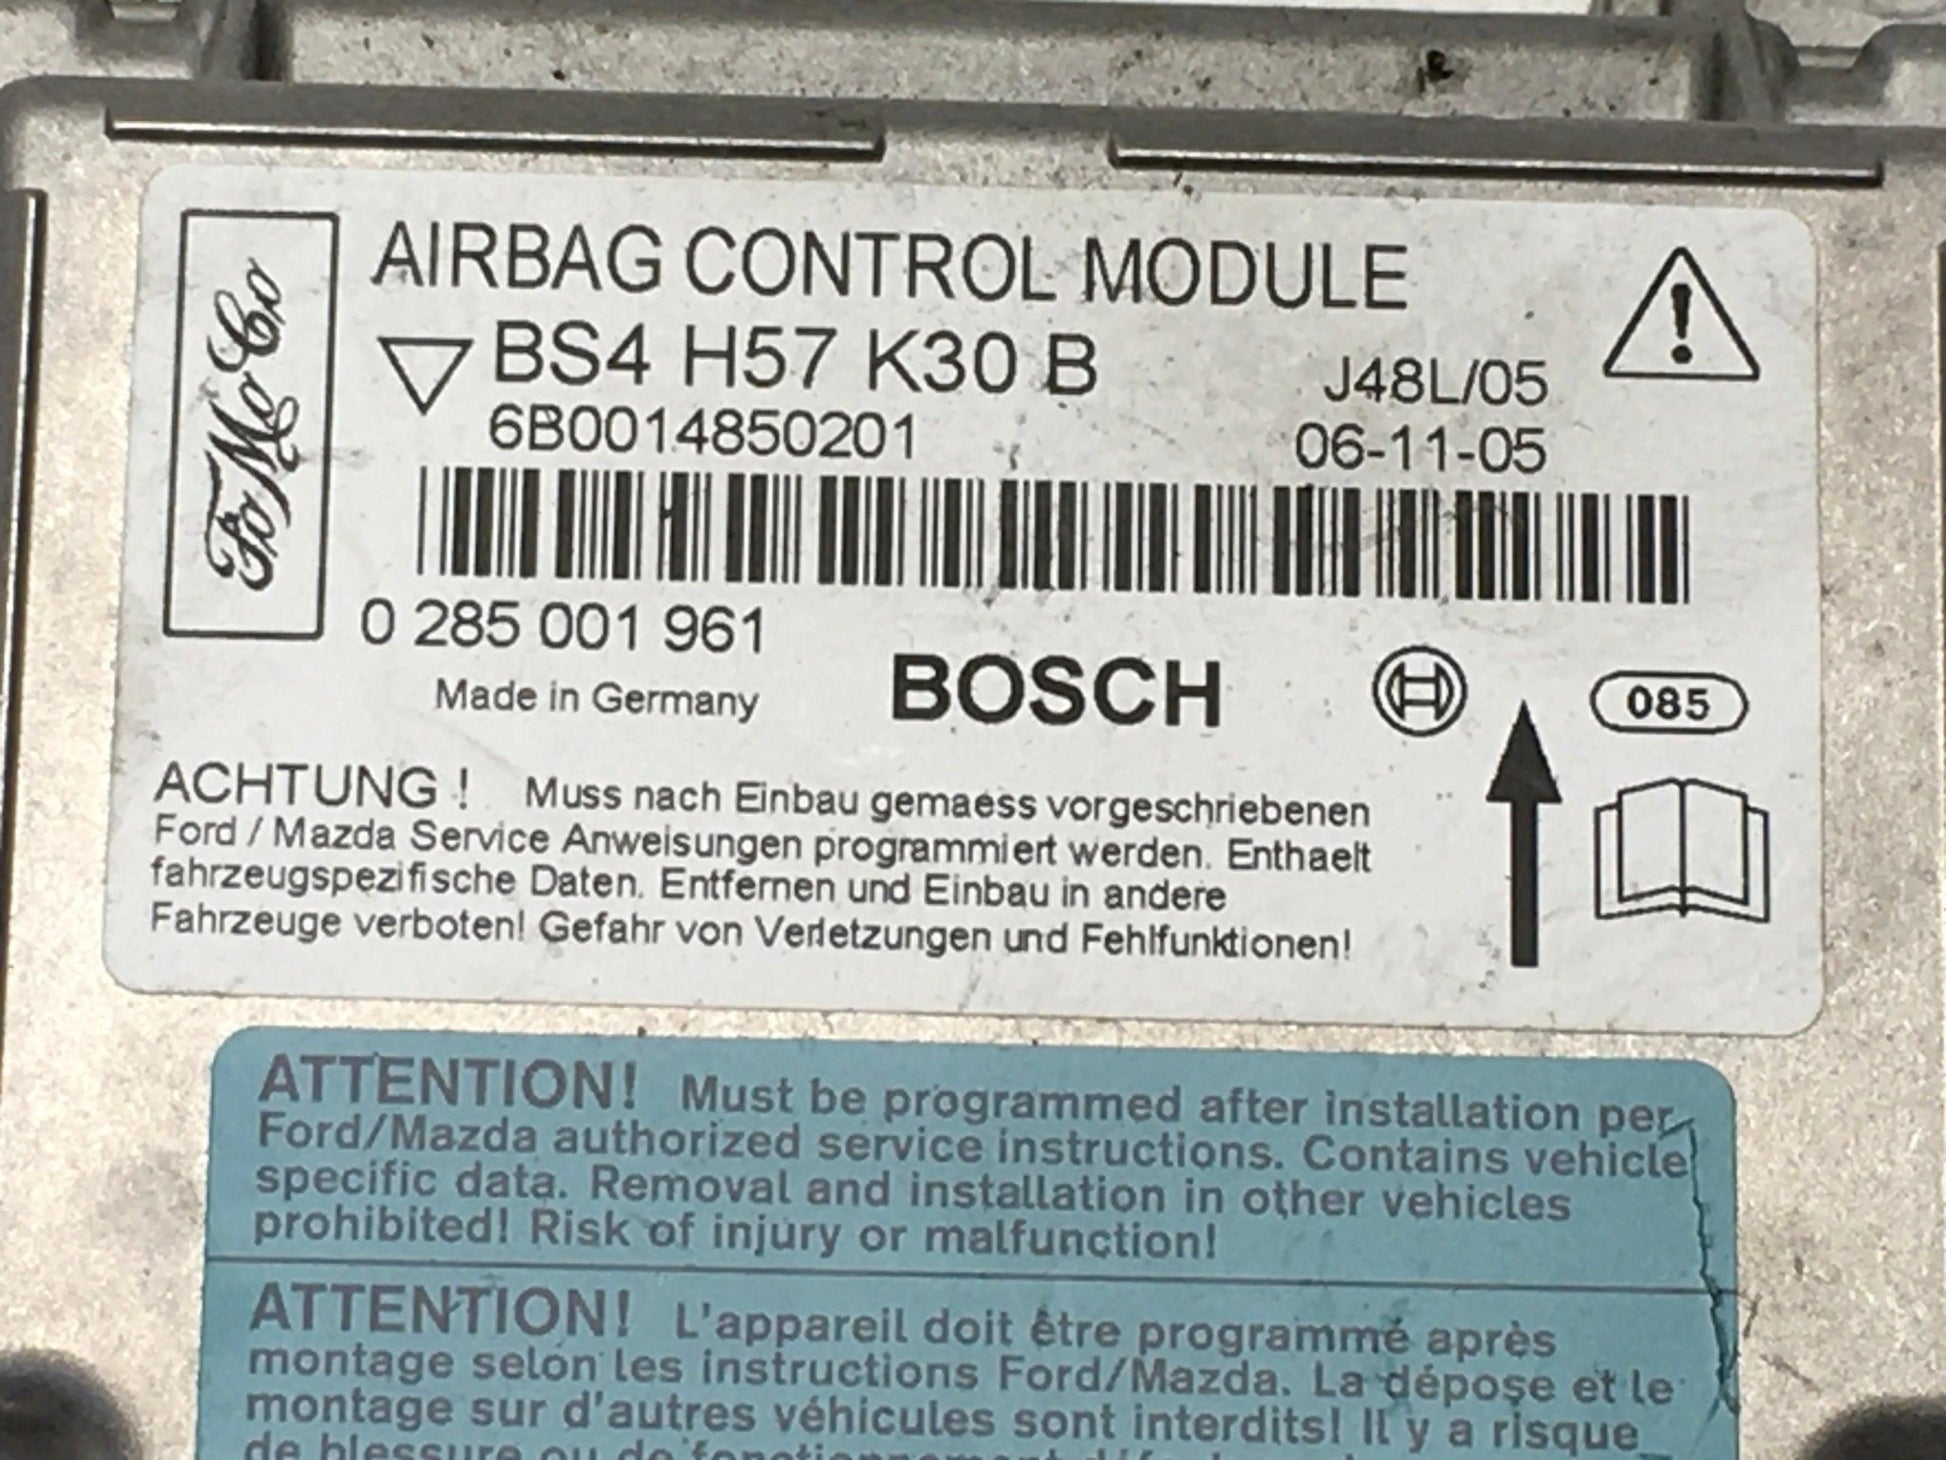 FoMoCo
AIRBAG CONTROL MODULE
BS4 H57 K30 B
J48L/05
6B0014850201
06-11-05
0 285 001 961
Made in Germany
BOSCH
085
ACHTUNG ! Muss nach Einbau gemaess vorgeschriebenen
Ford / Mazda Service Anweisungen programmiert werden. Enthaelt
fahrzeugspezifische Daten. Entfernen und Einbau in andere
Fahrzeuge verboten! Gefahr von Verletzungen und Fehlfunktionen!
ATTENTION! Must be programmed after installation per
Ford/Mazda authorized service instructions. Contains vehicle
specific data. Removal and installation in other vehicles
prohibited! Risk of injury or malfunction!
ATTENTION! L'appareil doit être programmé après
montage selon les instructions Ford/Mazda. La dépose et le
montage sur d'autres véhicules sont interdits! Il y a risque
de blessure ou de fonctionnement